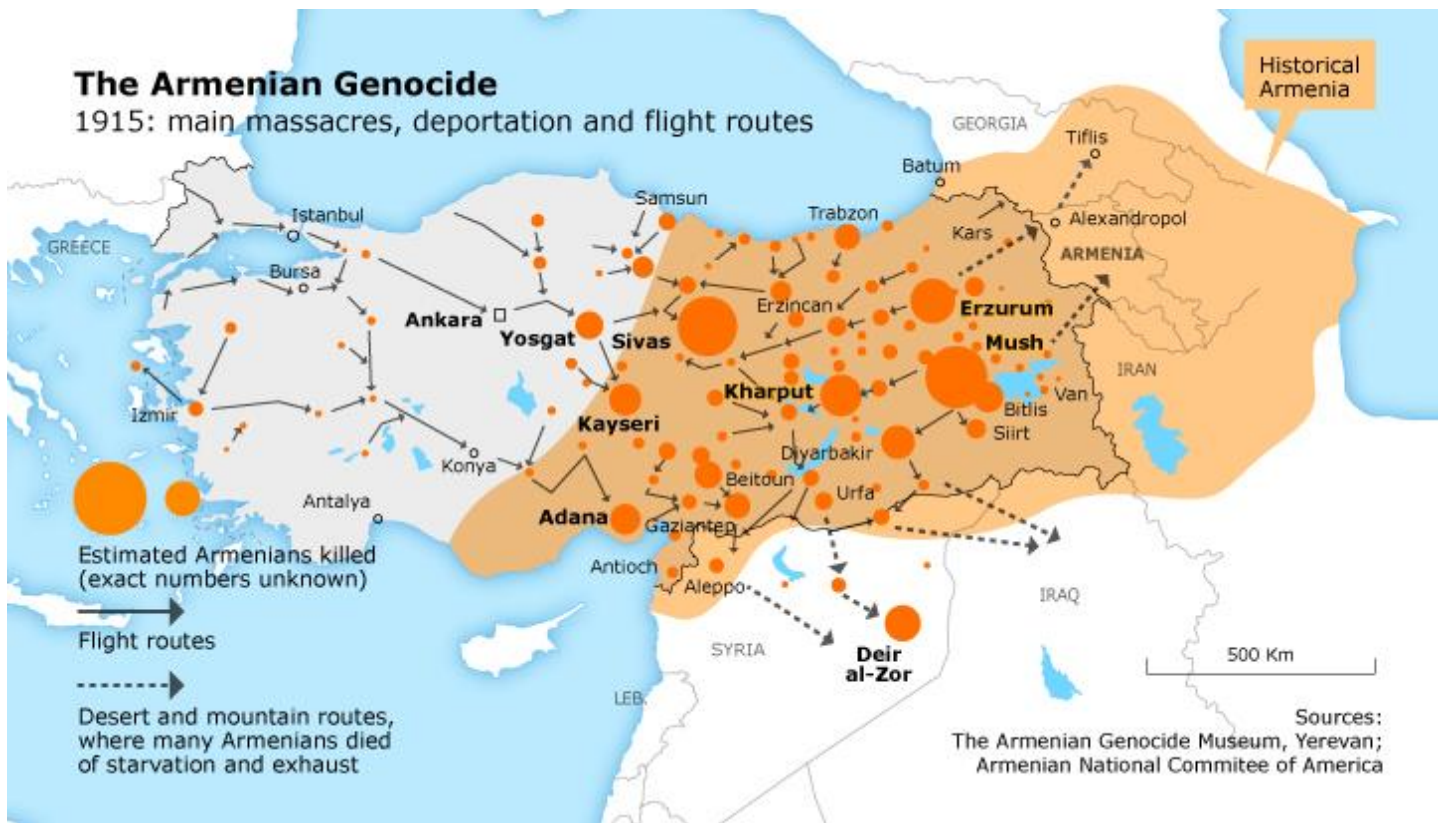 The Armenian Genocide
1915: main massacres, deportation and flight routes
Historical
Armenia
GEORGIA
Tiflis
Batum
Samsun
Trabzon
Alexandropol
Istanbul
Kars
GREECE
ARMENIA
Bursa
Erzincan
Erzurum
Ankara
Yosgat
Sivas
Mush
IRAN
Kharput
Van
Izmir
Kayseri
Bitlis
Siirt
Konya
Diyarbakir
Beitoun
Urfa
Antalya
Adana
Gaziantep
Estimated Armenians killed
(exact numbers unknown)
Antioch
Aleppo
IRAQ
Flight routes
SYRIA
Deir
al-Zor
500 Km
LEB.
Desert and mountain routes,
where many Armenians died
of starvation and exhaust
Sources:
The Armenian Genocide Museum, Yerevan;
Armenian National Commitee of America